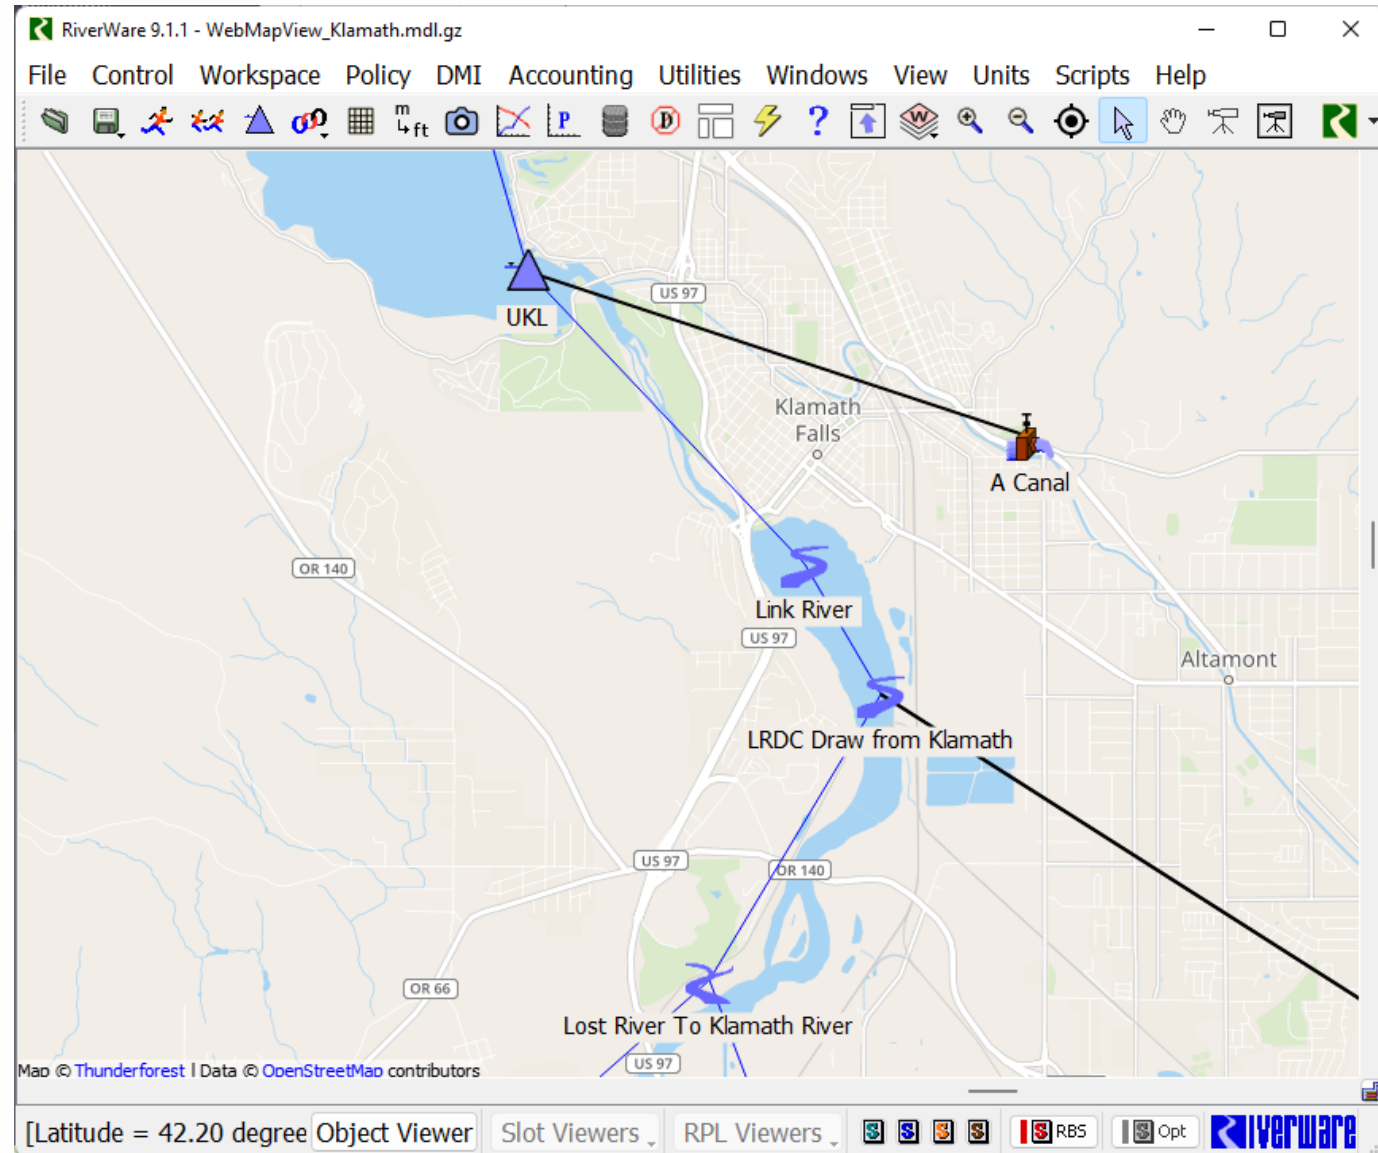 RiverWare 9.1.1 - WebMapView_Klamath.mdl.gz
File Control Workspace Policy DMI Accounting Utilities Windows View Units Scripts Help
m
ft
P
D
?
W
US 97
UKL
Klamath
Falls
A Canal
OR 140
Link River
US 97
Altamont
LRDC Draw from Klamath
US 97
OR 140
OR 66
Lost River To Klamath River
US 97
Map © Thunderforest | Data © OpenStreetMap contributors
[Latitude = 42.20 degree Object Viewer Slot Viewers RPL Viewers S S S S S RBS S Opt Riverware